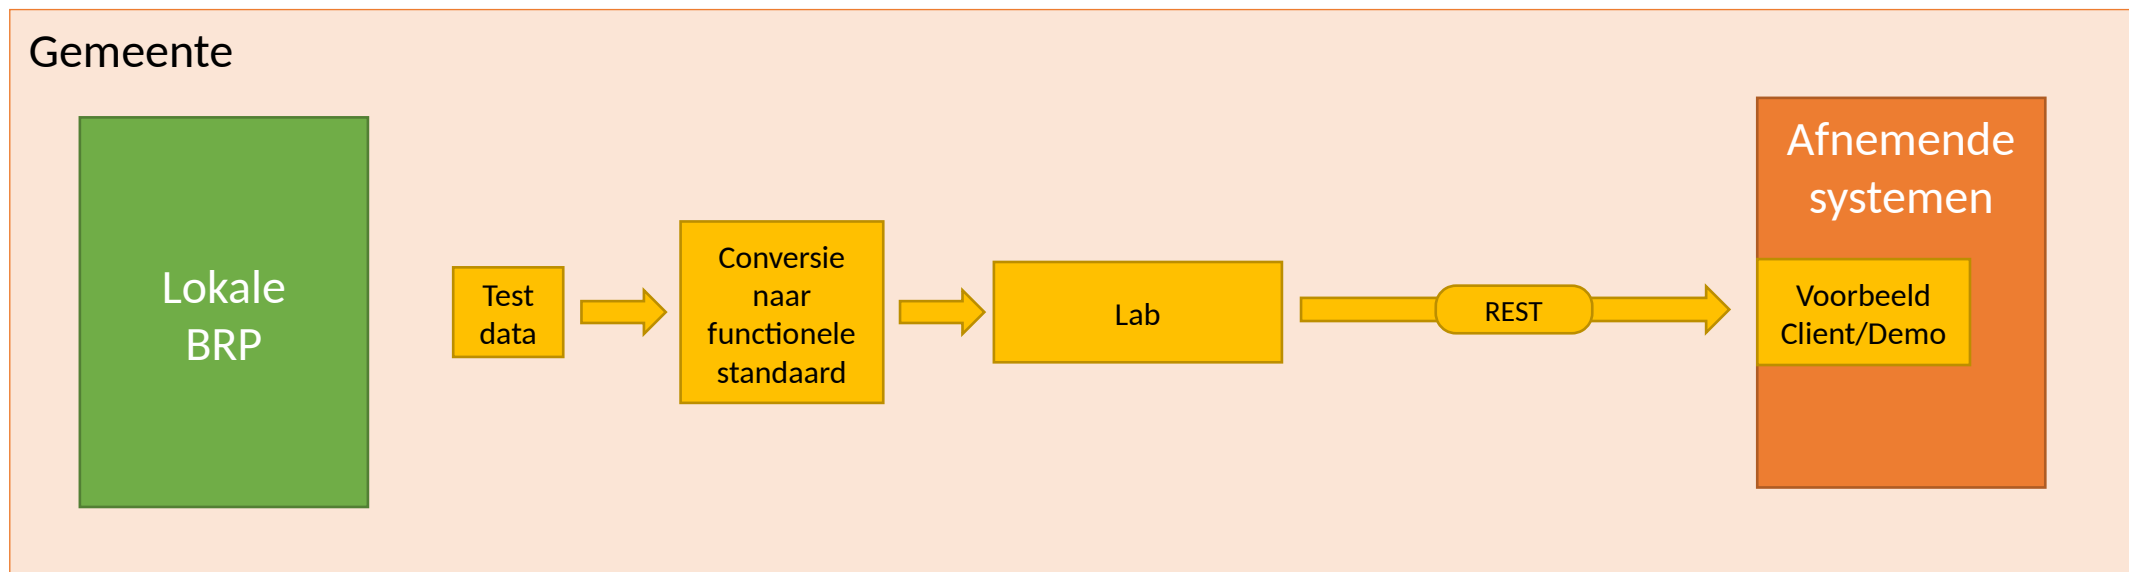 Gemeente
Lokale
BRP
Test
data
Conversie
naar
functionele
standaard
Lab
REST
Afnemende
systemen
Voorbeeld
Client/Demo